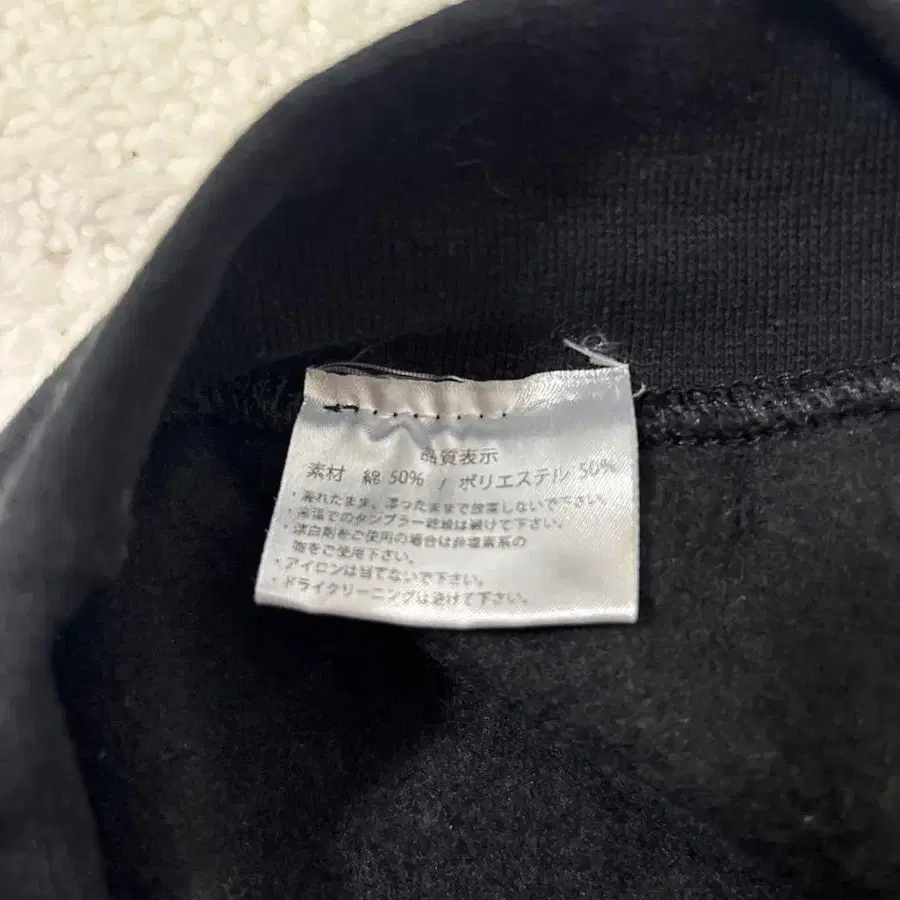 品質表示
素材 綿 50% / ポリエステル 50%
・濡れたまま、湿ったままで放置しないで下さい。
・高温でのタンブラー乾燥は避けて下さい。
・漂白剤をご使用の場合は非塩素系の
物をご使用下さい。
・アイロンは当てないで下さい。
・ドライクリーニングは避けて下さい。